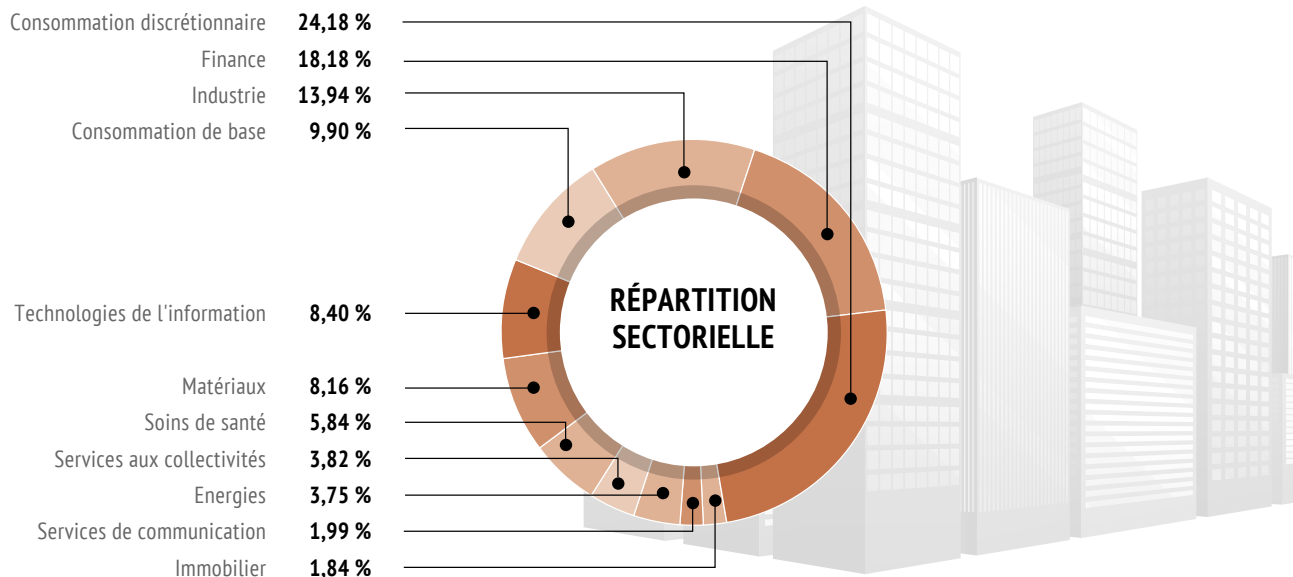 Consommation discrétionnaire 24,18 %
Finance 18,18 %
Industrie 13,94 %
Consommation de base 9,90 %
Technologies de l'information 8,40 %
Matériaux 8,16 %
Soins de santé 5,84 %
Services aux collectivités 3,82 %
Energies 3,75 %
Services de communication 1,99 %
Immobilier 1,84 %
RÉPARTITION
SECTORIELLE